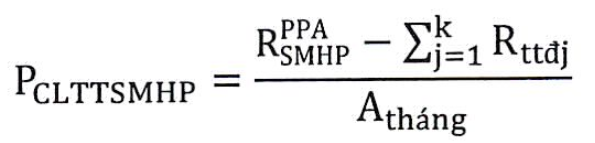 P_CLTTSMHP = (R_SMHP^PPA − ∑_{j=1}^{k} R_ttđj) / A_tháng